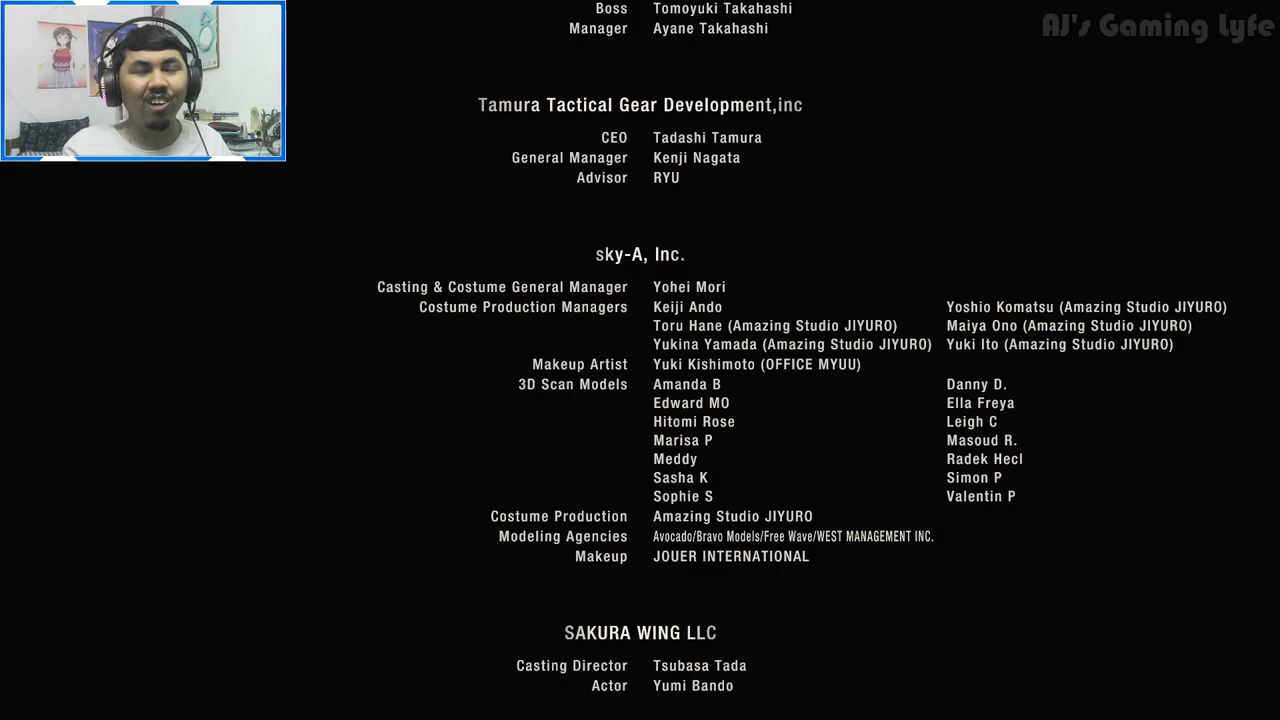 Boss Tomoyuki Takahashi
AJ's Gaming Lyfe
Manager Ayane Takahashi
Tamura Tactical Gear Development,inc
CEO Tadashi Tamura
General Manager Kenji Nagata
Advisor RYU
sky-A, Inc.
Casting & Costume General Manager Yohei Mori
Costume Production Managers Keiji Ando Yoshio Komatsu (Amazing Studio JIYURO)
Toru Hane (Amazing Studio JIYURO) Maiya Ono (Amazing Studio JIYURO)
Yukina Yamada (Amazing Studio JIYURO) Yuki Ito (Amazing Studio JIYURO)
Makeup Artist Yuki Kishimoto (OFFICE MYUU)
3D Scan Models Amanda B Danny D.
Edward MO Ella Freya
Hitomi Rose Leigh C
Marisa P Masoud R.
Meddy Radek Hecl
Sasha K Simon P
Sophie S Valentin P
Costume Production Amazing Studio JIYURO
Modeling Agencies Avocado/Bravo Models/Free Wave/WEST MANAGEMENT INC.
Makeup JOUER INTERNATIONAL
SAKURA WING LLC
Casting Director Tsubasa Tada
Actor Yumi Bando